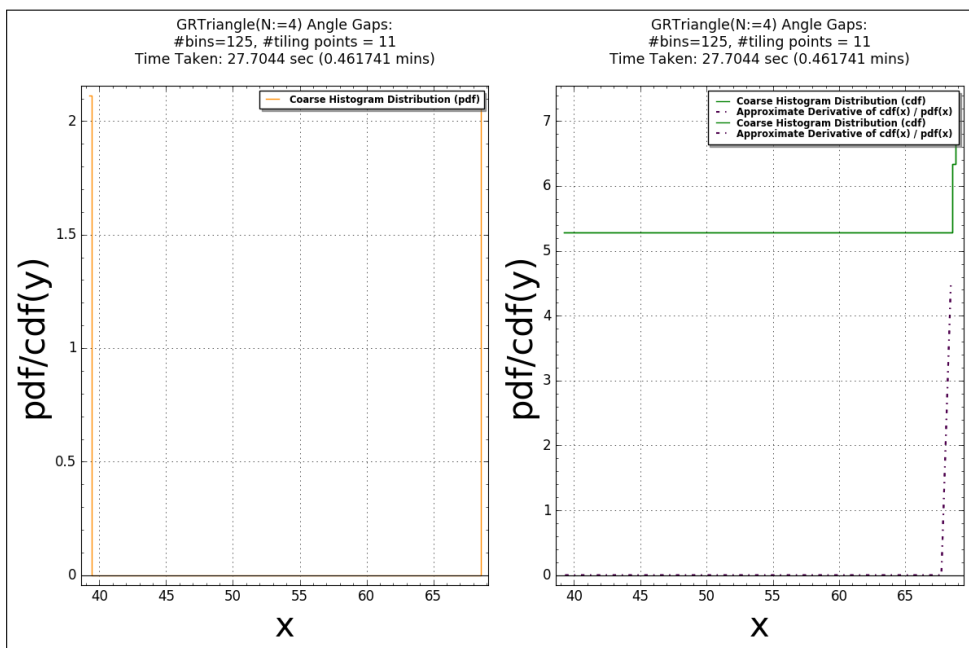 GRTriangle(N:=4) Angle Gaps:
#bins=125, #tiling points = 11
Time Taken: 27.7044 sec (0.461741 mins)
Coarse Histogram Distribution (pdf)
pdf/cdf(y)
2
1.5
1
0.5
0
40
45
50
55
60
65
x
GRTriangle(N:=4) Angle Gaps:
#bins=125, #tiling points = 11
Time Taken: 27.7044 sec (0.461741 mins)
Coarse Histogram Distribution (cdf)
Approximate Derivative of cdf(x) / pdf(x)
Coarse Histogram Distribution (cdf)
Approximate Derivative of cdf(x) / pdf(x)
pdf/cdf(y)
7
6
5
4
3
2
1
0
40
45
50
55
60
65
x